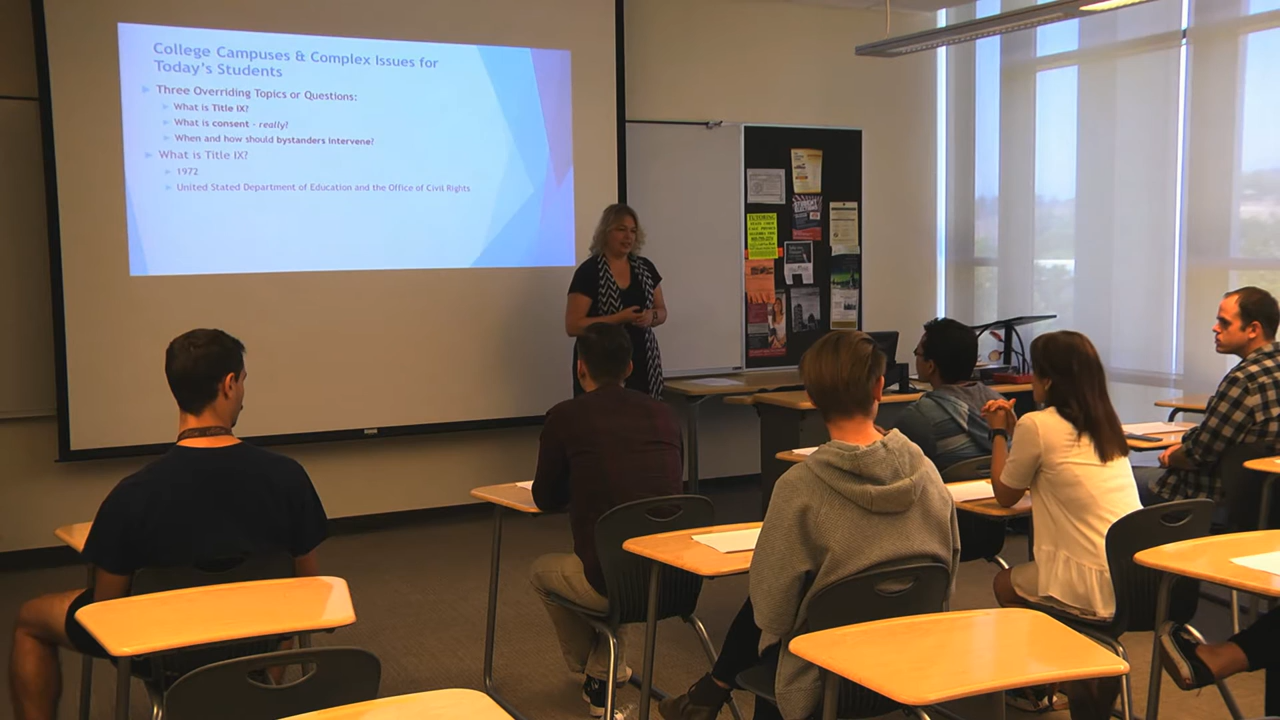 College Campuses & Complex Issues for
Today's Students
Three Overriding Topics or Questions:
What is Title IX?
What is consent - really?
When and how should bystanders intervene?
What is Title IX?
1972
United Stated Department of Education and the Office of Civil Rights
TUTORING
STUDENT
ELECTIONS